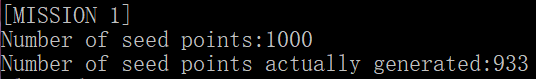 [MISSION 1]
Number of seed points:1000
Number of seed points actually generated:933